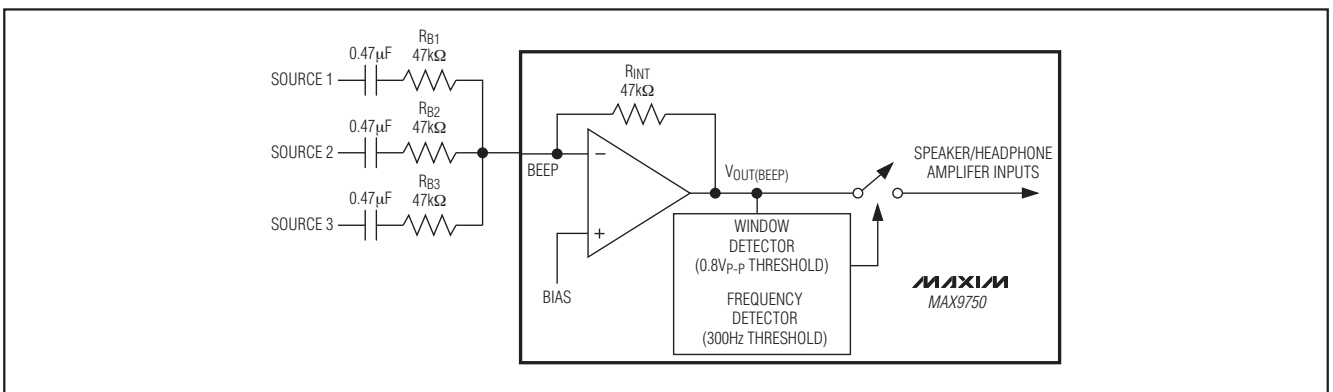 SOURCE 1
0.47µF
RB1
47kΩ
SOURCE 2
0.47µF
RB2
47kΩ
SOURCE 3
0.47µF
RB3
47kΩ
BEEP
RINT
47kΩ
−
+
BIAS
VOUT(BEEP)
WINDOW
DETECTOR
(0.8VP-P THRESHOLD)
FREQUENCY
DETECTOR
(300Hz THRESHOLD)
SPEAKER/HEADPHONE
AMPLIFER INPUTS
MAXIM
MAX9750